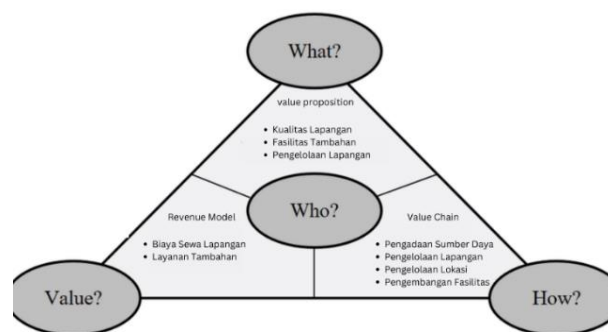 What?
value proposition
• Kualitas Lapangan
• Fasilitas Tambahan
• Pengelolaan Lapangan
Who?
Revenue Model
• Biaya Sewa Lapangan
• Layanan Tambahan
Value Chain
• Pengadaan Sumber Daya
• Pengelolaan Lapangan
• Pengelolaan Lokasi
• Pengembangan Fasilitas
Value?
How?